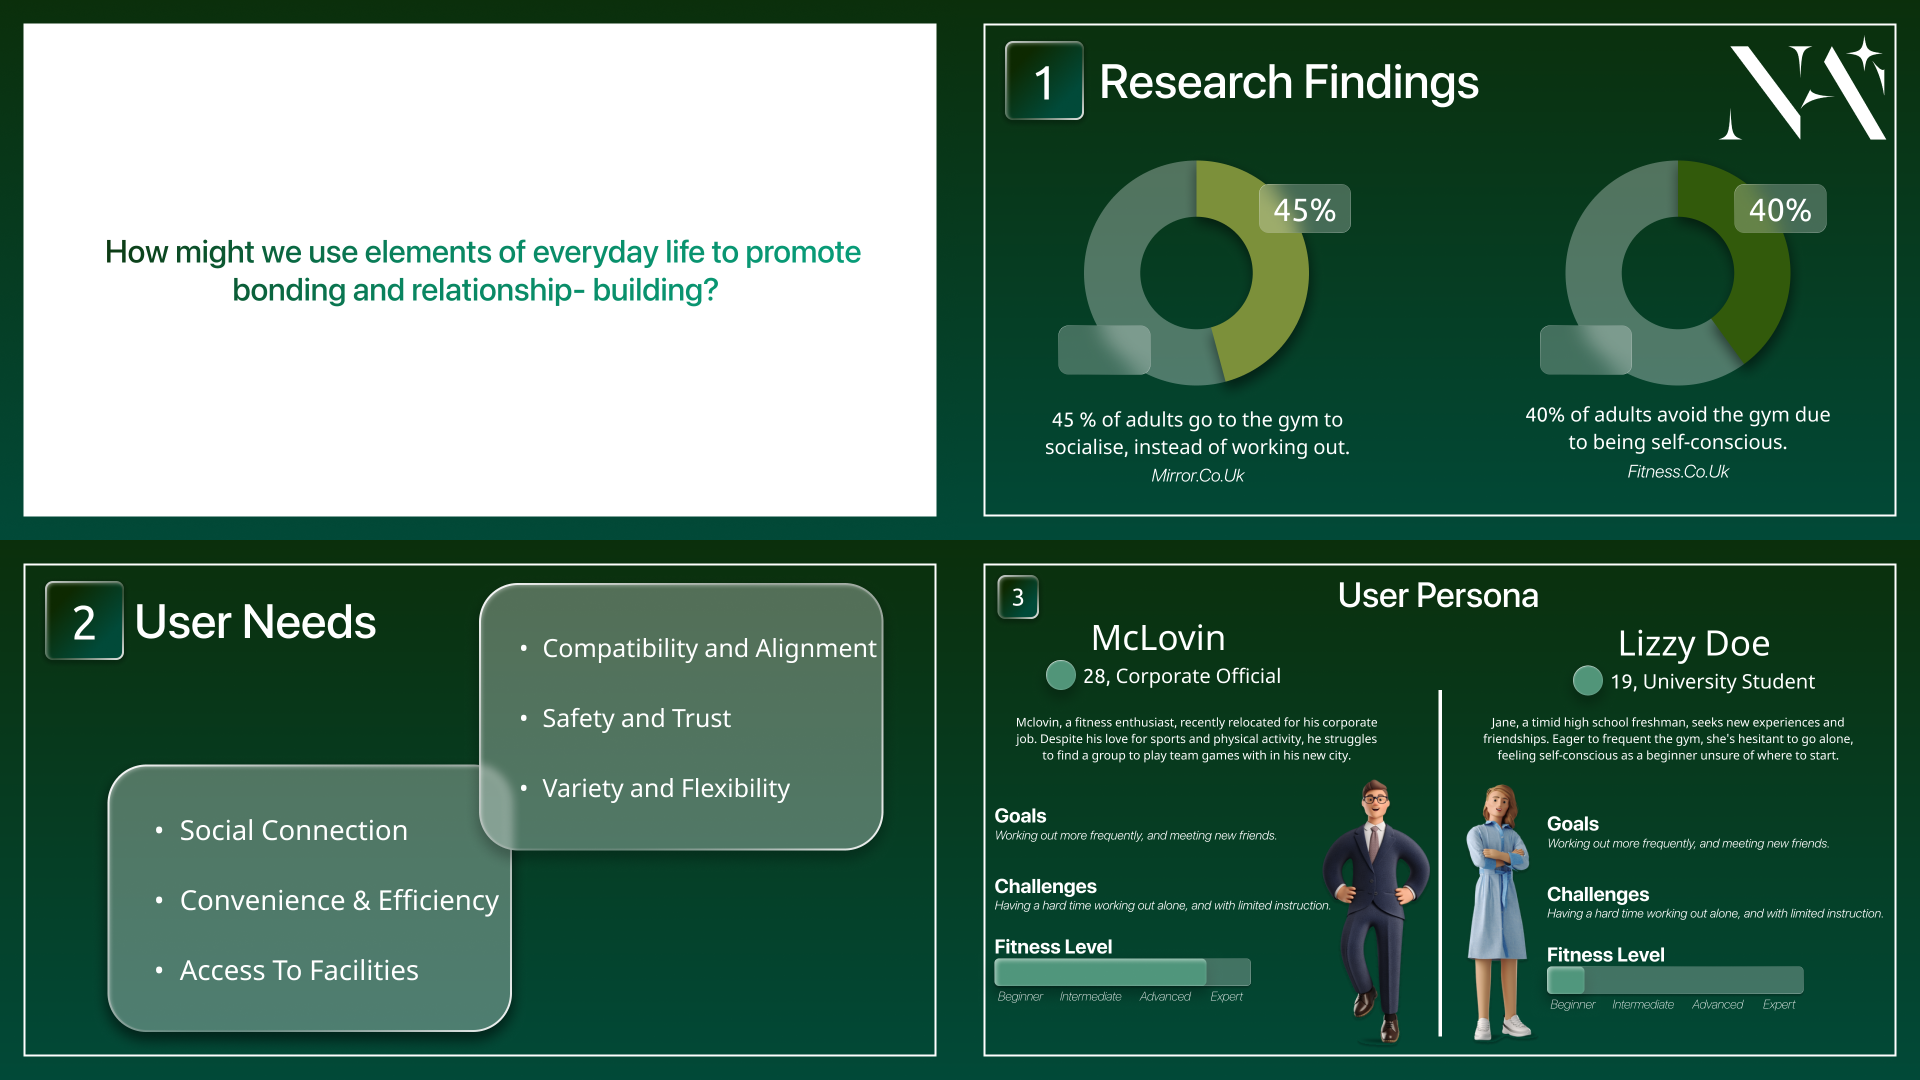 How might we use elements of everyday life to promote
bonding and relationship- building?
1
Research Findings
NA
45%
40%
45 % of adults go to the gym to
socialise, instead of working out.
Mirror.Co.Uk
40% of adults avoid the gym due
to being self-conscious.
Fitness.Co.Uk
2
User Needs
• Compatibility and Alignment
• Safety and Trust
• Variety and Flexibility
• Social Connection
• Convenience & Efficiency
• Access To Facilities
3
User Persona
McLovin
28, Corporate Official
Mclovin, a fitness enthusiast, recently relocated for his corporate
job. Despite his love for sports and physical activity, he struggles
to find a group to play team games with in his new city.
Goals
Working out more frequently, and meeting new friends.
Challenges
Having a hard time working out alone, and with limited instruction.
Fitness Level
Beginner Intermediate Advanced Expert
Lizzy Doe
19, University Student
Jane, a timid high school freshman, seeks new experiences and
friendships. Eager to frequent the gym, she's hesitant to go alone,
feeling self-conscious as a beginner unsure of where to start.
Goals
Working out more frequently, and meeting new friends.
Challenges
Having a hard time working out alone, and with limited instruction.
Fitness Level
Beginner Intermediate Advanced Expert